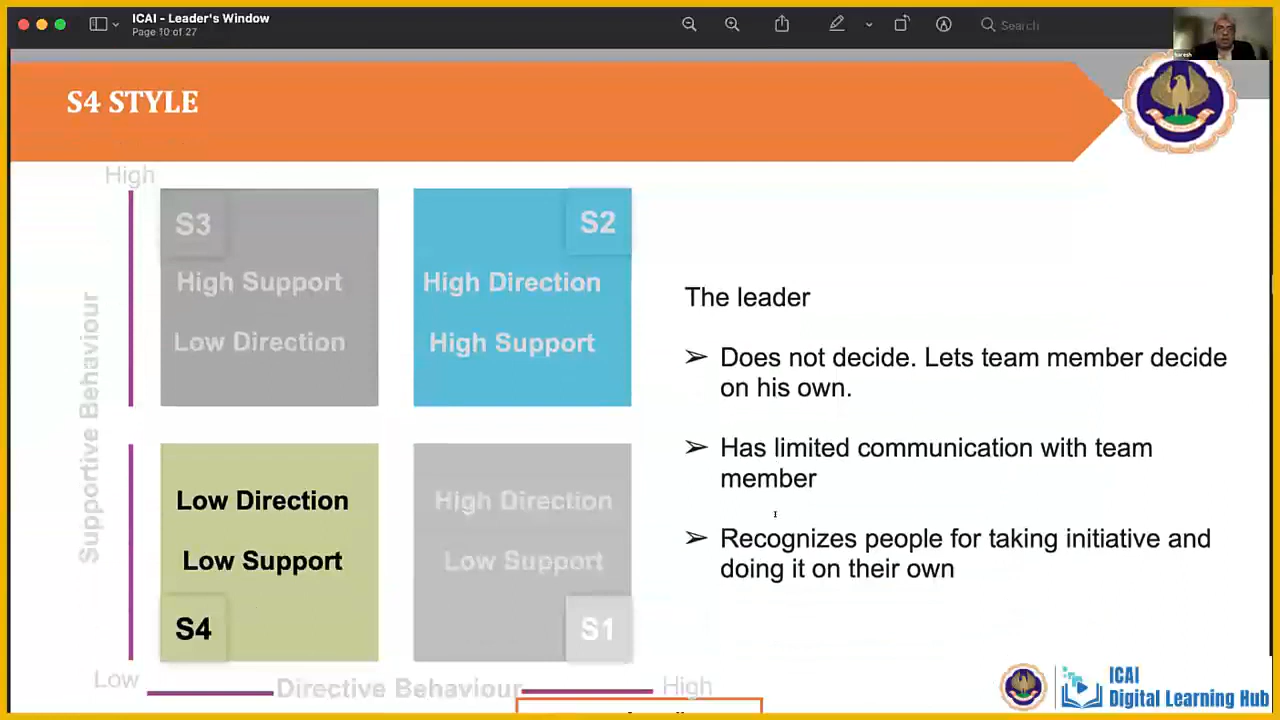 ICAI - Leader's Window
Page 10 of 27
Search
S4 STYLE
High
S3
High Support
Low Direction
S2
High Direction
High Support
Supportive Behaviour
Low Direction
Low Support
S4
High Direction
Low Support
S1
Low
Directive Behaviour
High
The leader
➢ Does not decide. Lets team member decide
on his own.
➢ Has limited communication with team
member
➢ Recognizes people for taking initiative and
doing it on their own
ICAI
Digital Learning Hub